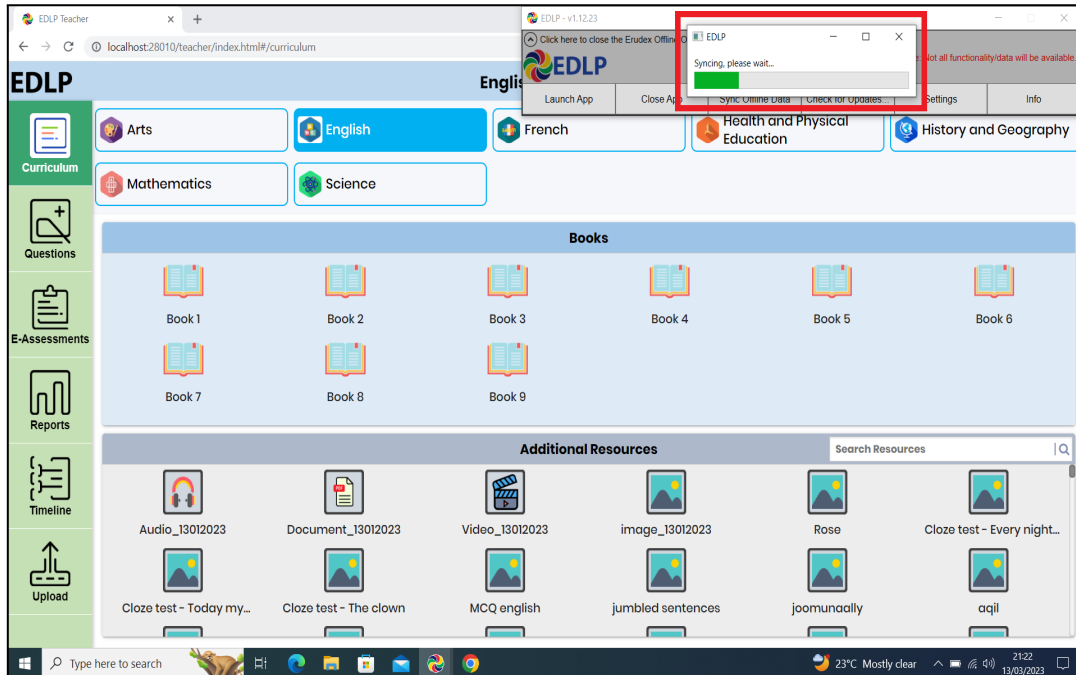 EDLP Teacher
localhost:28010/teacher/index.html#/curriculum
EDLP - v1.12.23
Click here to close the Erudex Offline
Not all functionality/data will be available.
EDLP
EDLP
Launch App
Close App
Sync Offline Data
Check for Updates...
Settings
Info
EDLP
Syncing, please wait...
Curriculum
Questions
E-Assessments
Reports
Timeline
Upload
Arts
English
French
Health and Physical
Education
History and Geography
Mathematics
Science
Books
Book 1
Book 2
Book 3
Book 4
Book 5
Book 6
Book 7
Book 8
Book 9
Additional Resources
Search Resources
PDF
Audio_13012023
Document_13012023
Video_13012023
image_13012023
Rose
Cloze test - Every night...
Cloze test - Today my...
Cloze test - The clown
MCQ english
jumbled sentences
joomunaally
aqil
Type here to search
23°C Mostly clear
21:22
13/03/2023